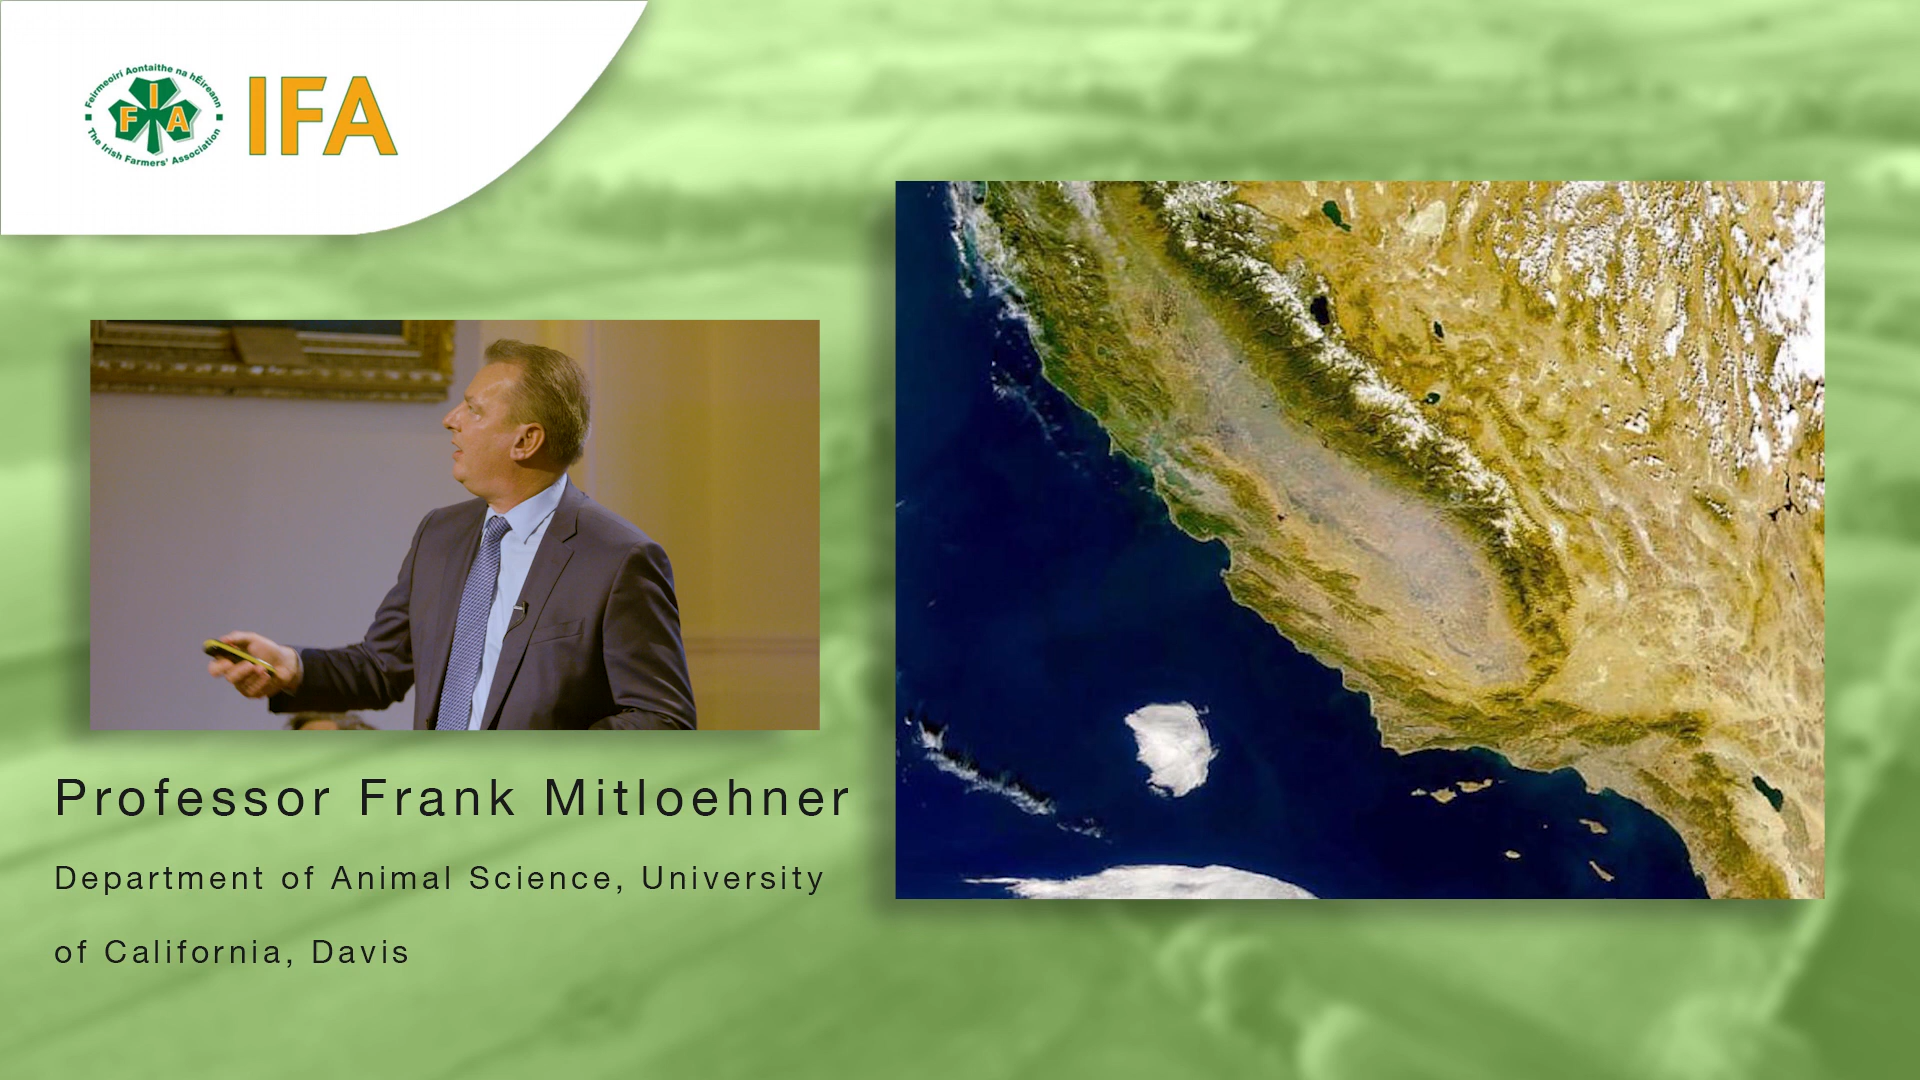 Feirmeoirí Aontaithe na hÉireann
F I A
The Irish Farmers' Association
IFA
Professor Frank Mitloehner
Department of Animal Science, University
of California, Davis